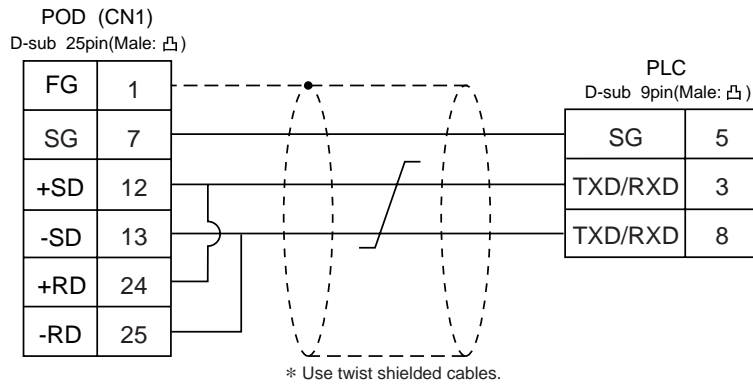 POD (CN1)
D-sub 25pin(Male: 凸)
FG 1
SG 7
+SD 12
-SD 13
+RD 24
-RD 25
PLC
D-sub 9pin(Male: 凸)
SG 5
TXD/RXD 3
TXD/RXD 8
* Use twist shielded cables.